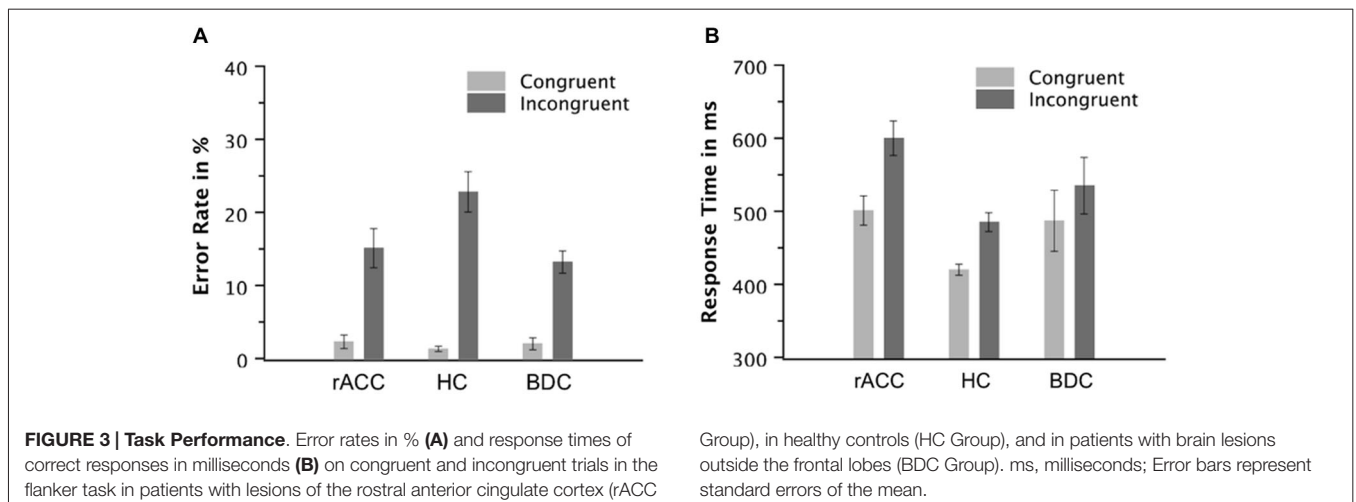 A
40
30
20
10
0
Error Rate in %
Congruent
Incongruent
rACC HC BDC
B
700
600
500
400
300
Response Time in ms
Congruent
Incongruent
rACC HC BDC
FIGURE 3 | Task Performance. Error rates in % (A) and response times of
correct responses in milliseconds (B) on congruent and incongruent trials in the
flanker task in patients with lesions of the rostral anterior cingulate cortex (rACC
Group), in healthy controls (HC Group), and in patients with brain lesions
outside the frontal lobes (BDC Group). ms, milliseconds; Error bars represent
standard errors of the mean.